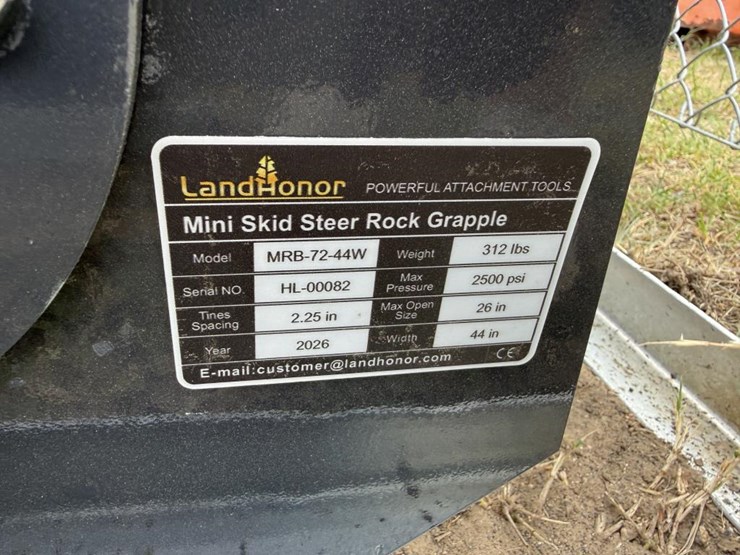 LandHonor POWERFUL ATTACHMENT TOOLS
Mini Skid Steer Rock Grapple
Model MRB-72-44W Weight 312 lbs
Serial NO. HL-00082 Max Pressure 2500 psi
Tines Spacing 2.25 in Max Open Size 26 in
Year 2026 Width 44 in
E-mail:customer@landhonor.com CE